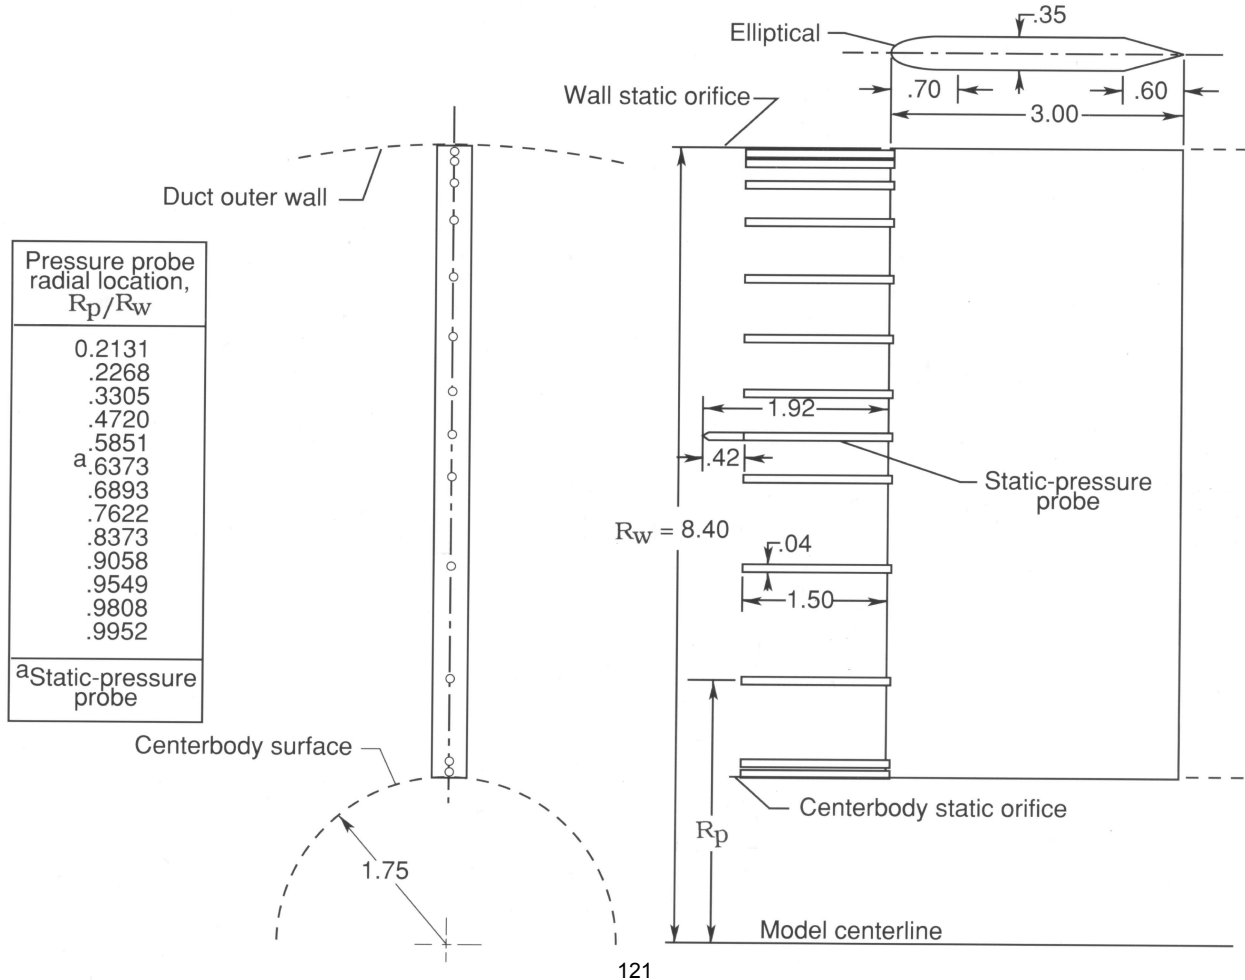 Elliptical
.35
.70
.60
3.00
Wall static orifice
Duct outer wall
Pressure probe
radial location,
Rp/Rw
0.2131
.2268
.3305
.4720
.5851
a.6373
.6893
.7622
.8373
.9058
.9549
.9808
.9952
aStatic-pressure
probe
1.92
.42
Static-pressure
probe
Rw = 8.40
.04
1.50
Centerbody surface
Centerbody static orifice
Rp
1.75
Model centerline
121